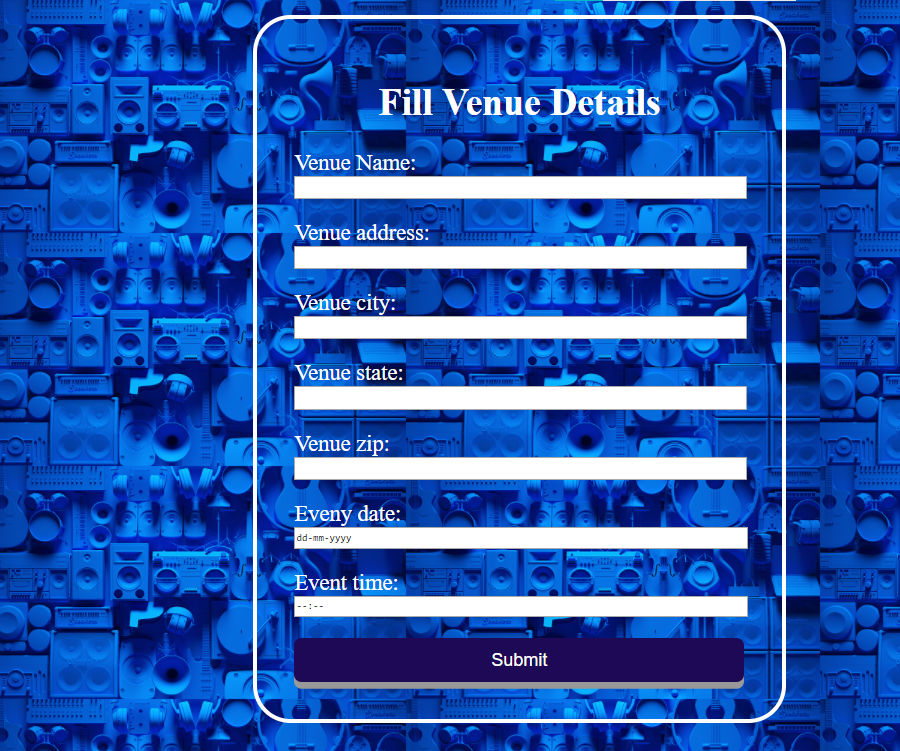 Fill Venue Details
Venue Name:
Venue address:
Venue city:
Venue state:
Venue zip:
Eveny date:
dd-mm-yyyy
Event time:
--:--
Submit